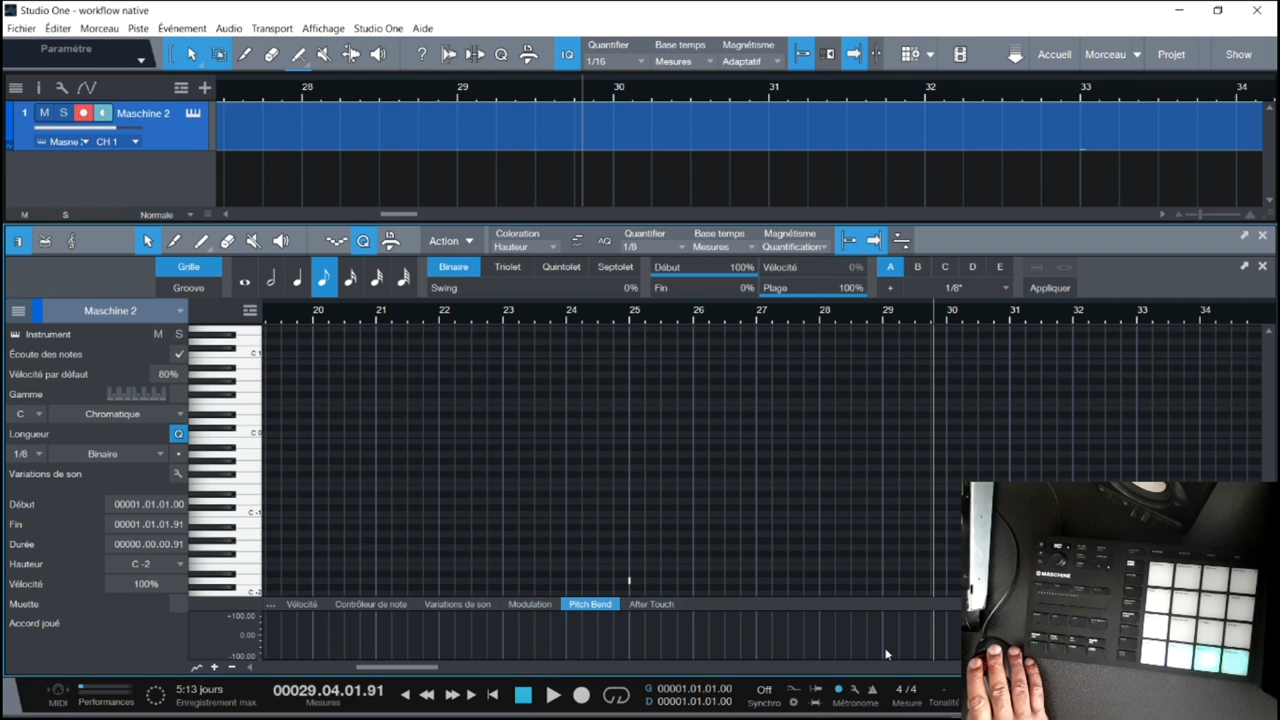 Studio One - workflow native
Fichier Éditer Morceau Piste Événement Audio Transport Affichage Studio One Aide
Paramètre
? IQ
Quantifier Base temps Magnétisme
1/16 Mesures Adaptatif
Accueil Morceau Projet Show
28 29 30 31 32 33 34
1 M S Maschine 2
CH 1
M S Normale
Action
Coloration Quantifier Base temps Magnétisme
Hauteur AQ 1/8 Mesures Quantification
Grille Binaire Triolet Quintolet Septolet Début 100% Vélocité 0% A B C D E
Groove Swing 0% Fin 0% Plage 100% + 1/8* Appliquer
Maschine 2 20 21 22 23 24 25 26 27 28 29 30 31 32 33 34
Instrument M S
Écoute des notes C 1
Vélocité par défaut 80%
Gamme
C Chromatique
Longueur Q C 0
1/8 Binaire
Variations de son
Début 00001.01.01.00 C -1
Fin 00001.01.01.91
Durée 00000.00.00.91
Hauteur C -2
Vélocité 100% C -2
Muette ... Vélocité Contrôleur de note Variations de son Modulation Pitch Bend After Touch
Accord joué +100.00
0.00
-100.00
MASCHINE
5:13 jours 00029.04.01.91 G 00001.01.01.00 Off 4 / 4 -
MIDI Performances Enregistrement max. Mesures D 00001.01.01.00 Synchro Métronome Mesure Tonalité